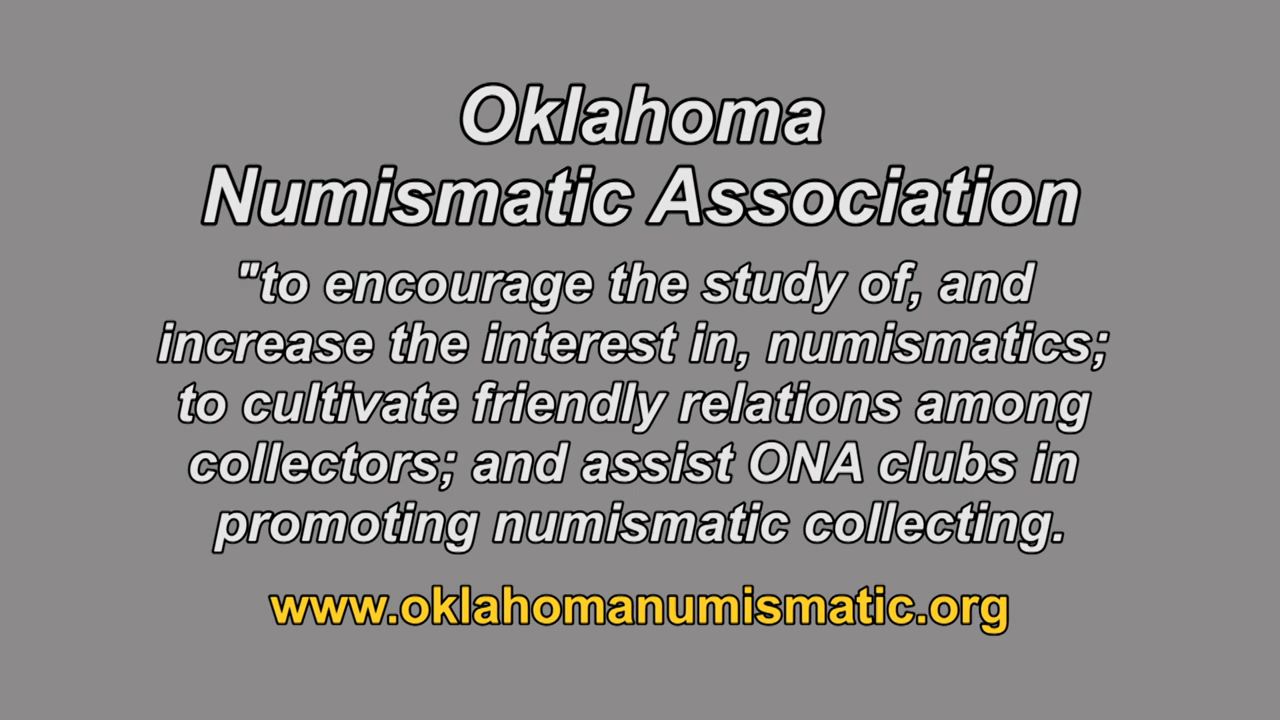 Oklahoma
Numismatic Association
"to encourage the study of, and
increase the interest in, numismatics;
to cultivate friendly relations among
collectors; and assist ONA clubs in
promoting numismatic collecting.
www.oklahomanumismatic.org